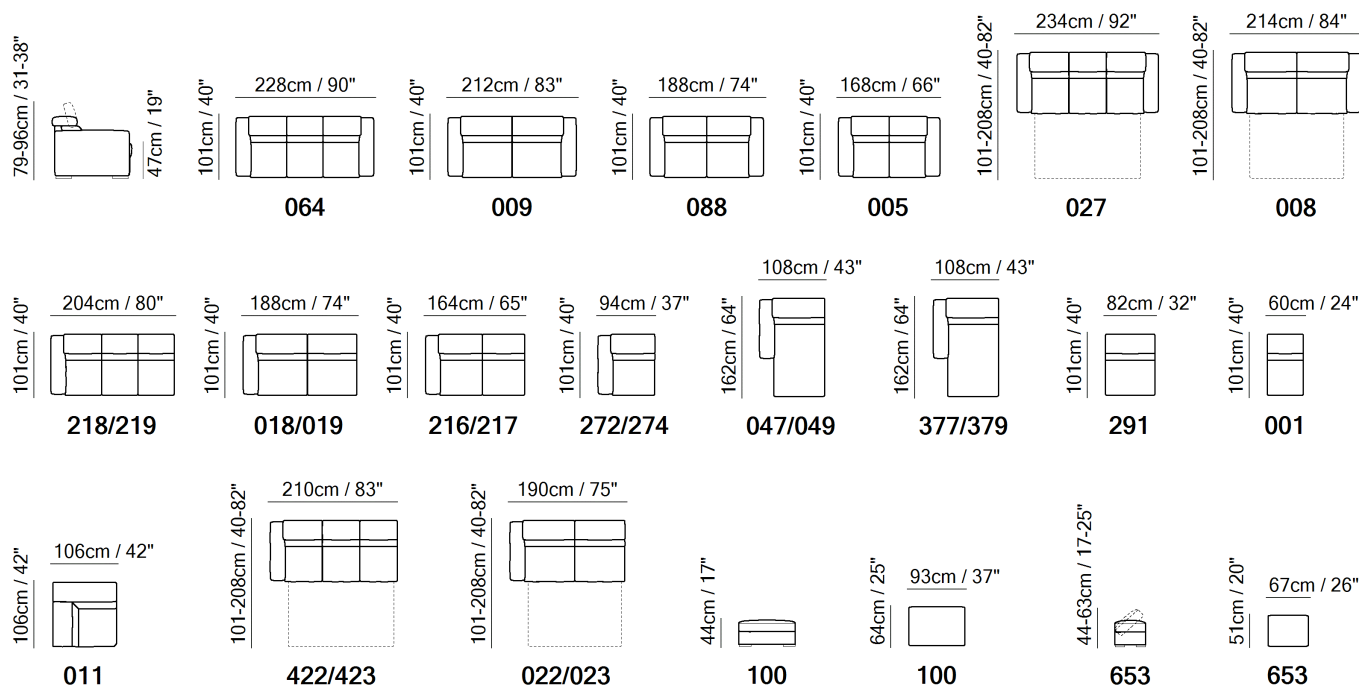 79-96cm / 31-38"
47cm / 19"
228cm / 90"
101cm / 40"
064
212cm / 83"
101cm / 40"
009
188cm / 74"
101cm / 40"
088
168cm / 66"
101cm / 40"
005
234cm / 92"
101-208cm / 40-82"
027
214cm / 84"
101-208cm / 40-82"
008
204cm / 80"
101cm / 40"
218/219
188cm / 74"
101cm / 40"
018/019
164cm / 65"
101cm / 40"
216/217
94cm / 37"
101cm / 40"
272/274
108cm / 43"
162cm / 64"
047/049
108cm / 43"
162cm / 64"
377/379
82cm / 32"
101cm / 40"
291
60cm / 24"
101cm / 40"
001
106cm / 42"
106cm / 42"
011
210cm / 83"
101-208cm / 40-82"
422/423
190cm / 75"
101-208cm / 40-82"
022/023
44cm / 17"
100
93cm / 37"
64cm / 25"
100
44-63cm / 17-25"
653
67cm / 26"
51cm / 20"
653